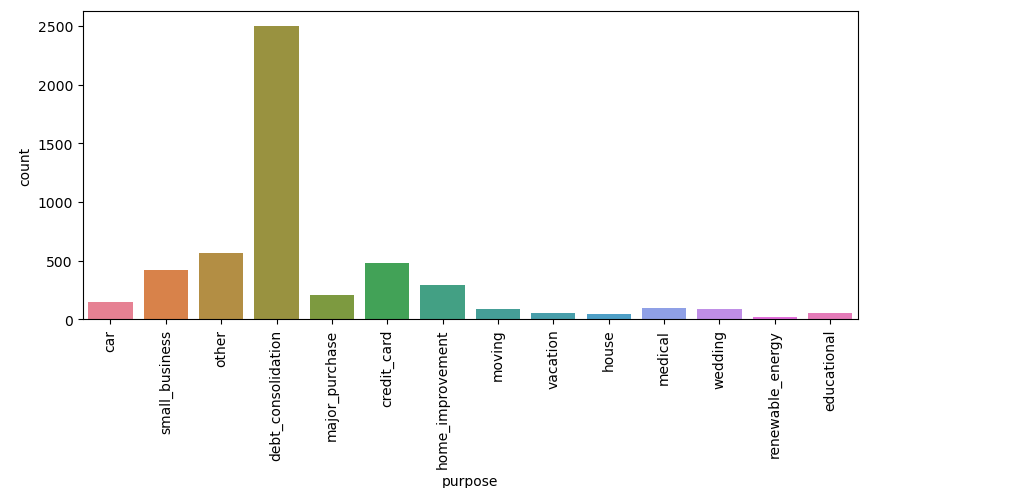 2500
2000
1500
1000
500
0
count
car
small_business
other
debt_consolidation
major_purchase
credit_card
home_improvement
moving
vacation
house
medical
wedding
renewable_energy
educational
purpose